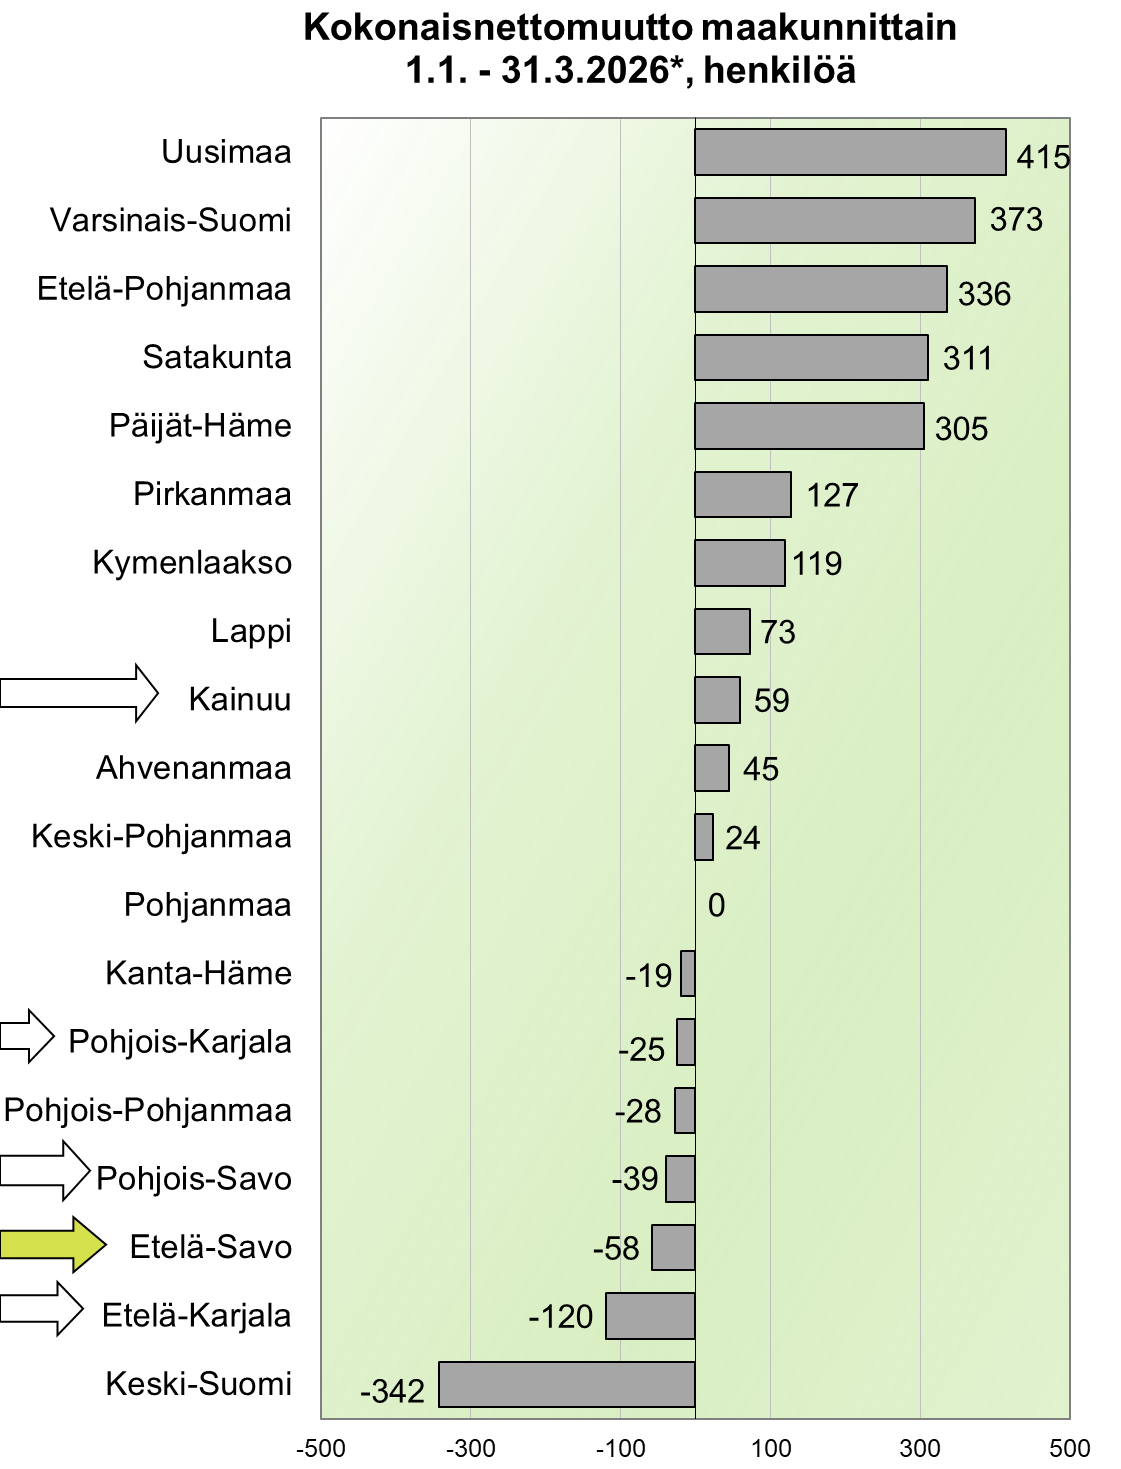 Kokonaisnettomuutto maakunnittain
1.1. - 31.3.2026*, henkilöä
Uusimaa 415
Varsinais-Suomi 373
Etelä-Pohjanmaa 336
Satakunta 311
Päijät-Häme 305
Pirkanmaa 127
Kymenlaakso 119
Lappi 73
Kainuu 59
Ahvenanmaa 45
Keski-Pohjanmaa 24
Pohjanmaa 0
Kanta-Häme -19
Pohjois-Karjala -25
Pohjois-Pohjanmaa -28
Pohjois-Savo -39
Etelä-Savo -58
Etelä-Karjala -120
Keski-Suomi -342
-500 -300 -100 100 300 500